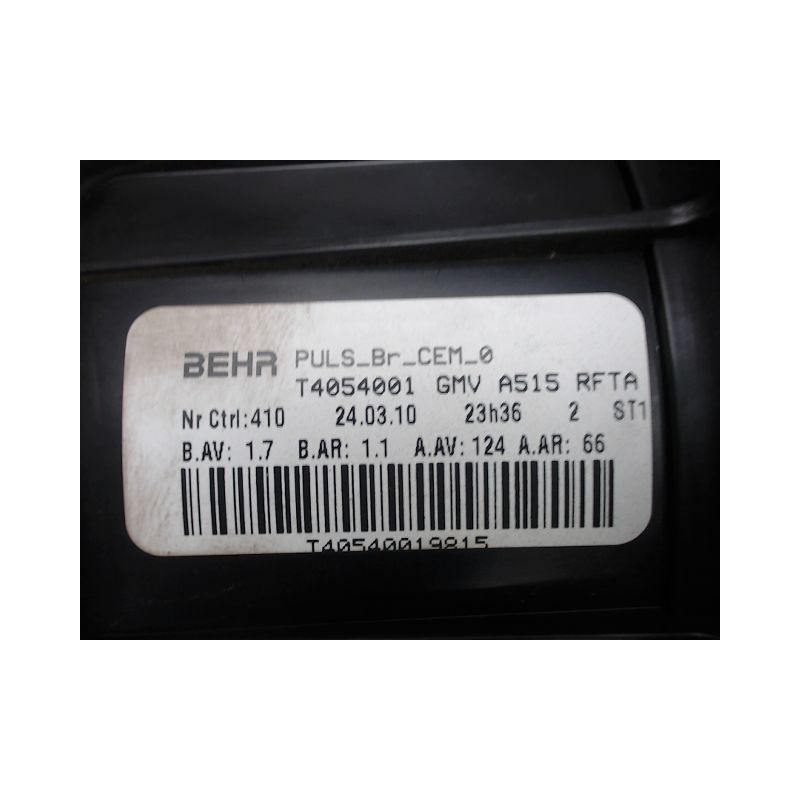 BEHR PULS_Br_CEM_0
T4054001 GMV A515 RFTA
Nr Ctrl:410 24.03.10 23h36 2 ST1
B.AV: 1.7 B.AR: 1.1 A.AV: 124 A.AR: 66
T40540019815